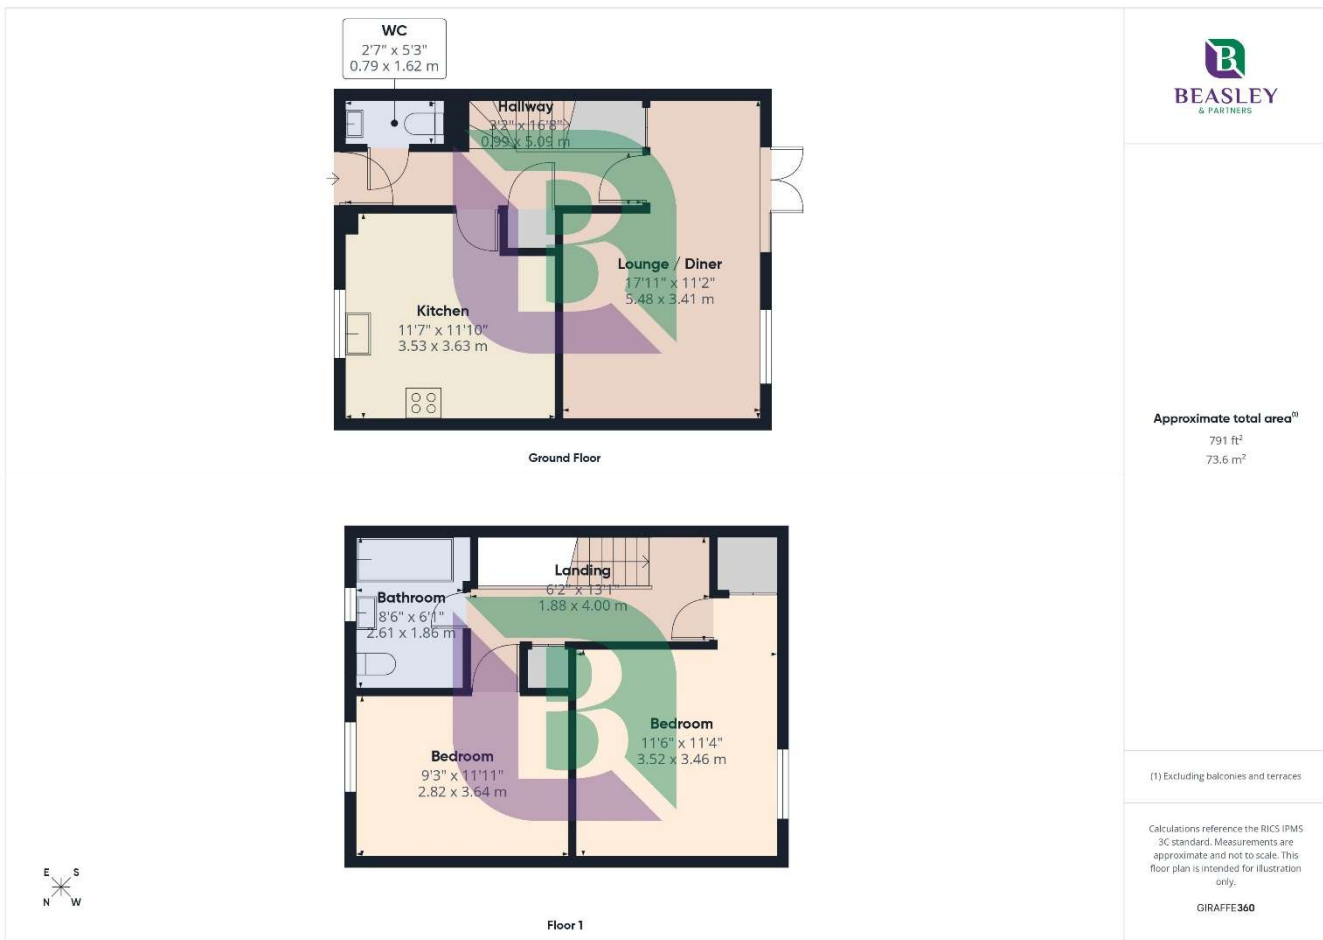 WC
2'7" x 5'3"
0.79 x 1.62 m
Hallway
3'2" x 16'8"
0.99 x 5.09 m
Lounge / Diner
17'11" x 11'2"
5.48 x 3.41 m
Kitchen
11'7" x 11'10"
3.53 x 3.63 m
Ground Floor
Landing
6'2" x 13'1"
1.88 x 4.00 m
Bathroom
8'6" x 6'1"
2.61 x 1.86 m
Bedroom
11'6" x 11'4"
3.52 x 3.46 m
Bedroom
9'3" x 11'11"
2.82 x 3.64 m
Floor 1
E S
N W
B
BEASLEY
& PARTNERS
Approximate total area(1)
791 ft²
73.6 m²
(1) Excluding balconies and terraces
Calculations reference the RICS IPMS
3C standard. Measurements are
approximate and not to scale. This
floor plan is intended for illustration
only.
GIRAFFE360